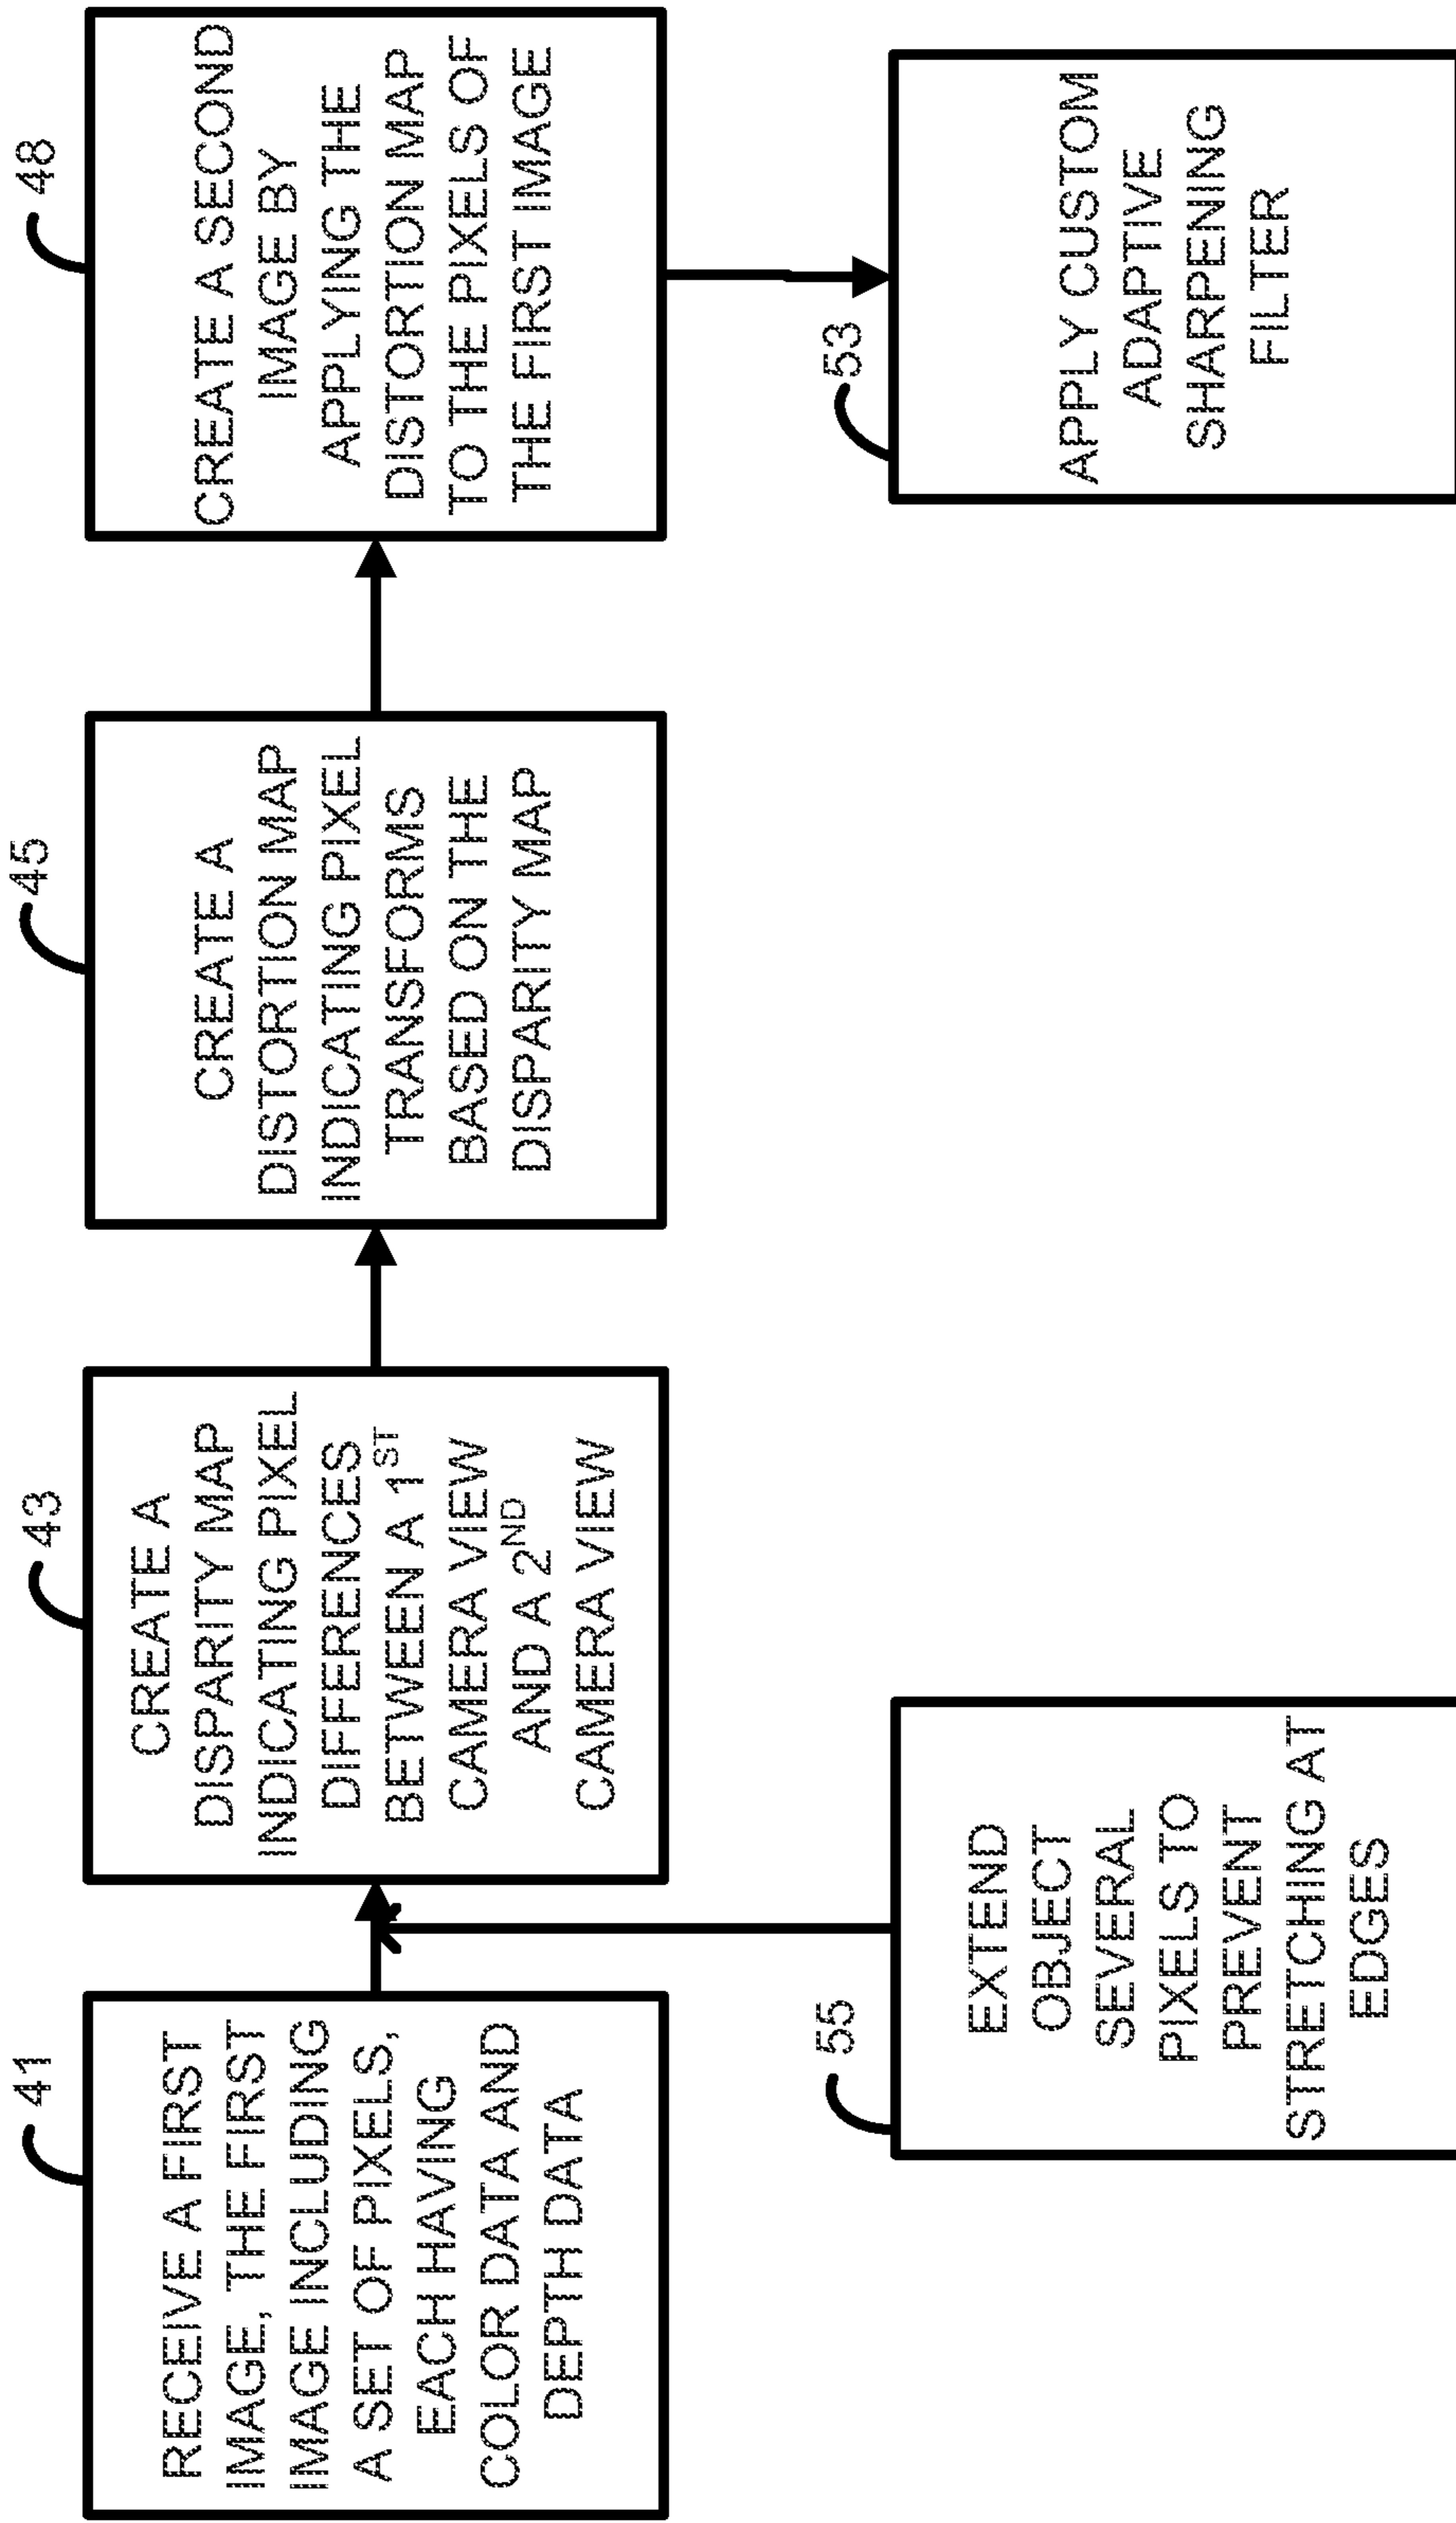 41
RECEIVE A FIRST
IMAGE, THE FIRST
IMAGE INCLUDING
A SET OF PIXELS,
EACH HAVING
COLOR DATA AND
DEPTH DATA
43
CREATE A
DISPARITY MAP
INDICATING PIXEL
DIFFERENCES
BETWEEN A 1ST
CAMERA VIEW
AND A 2ND
CAMERA VIEW
45
CREATE A
DISTORTION MAP
INDICATING PIXEL
TRANSFORMS
BASED ON THE
DISPARITY MAP
48
CREATE A SECOND
IMAGE BY
APPLYING THE
DISTORTION MAP
TO THE PIXELS OF
THE FIRST IMAGE
55
EXTEND
OBJECT
SEVERAL
PIXELS TO
PREVENT
STRETCHING AT
EDGES
53
APPLY CUSTOM
ADAPTIVE
SHARPENING
FILTER